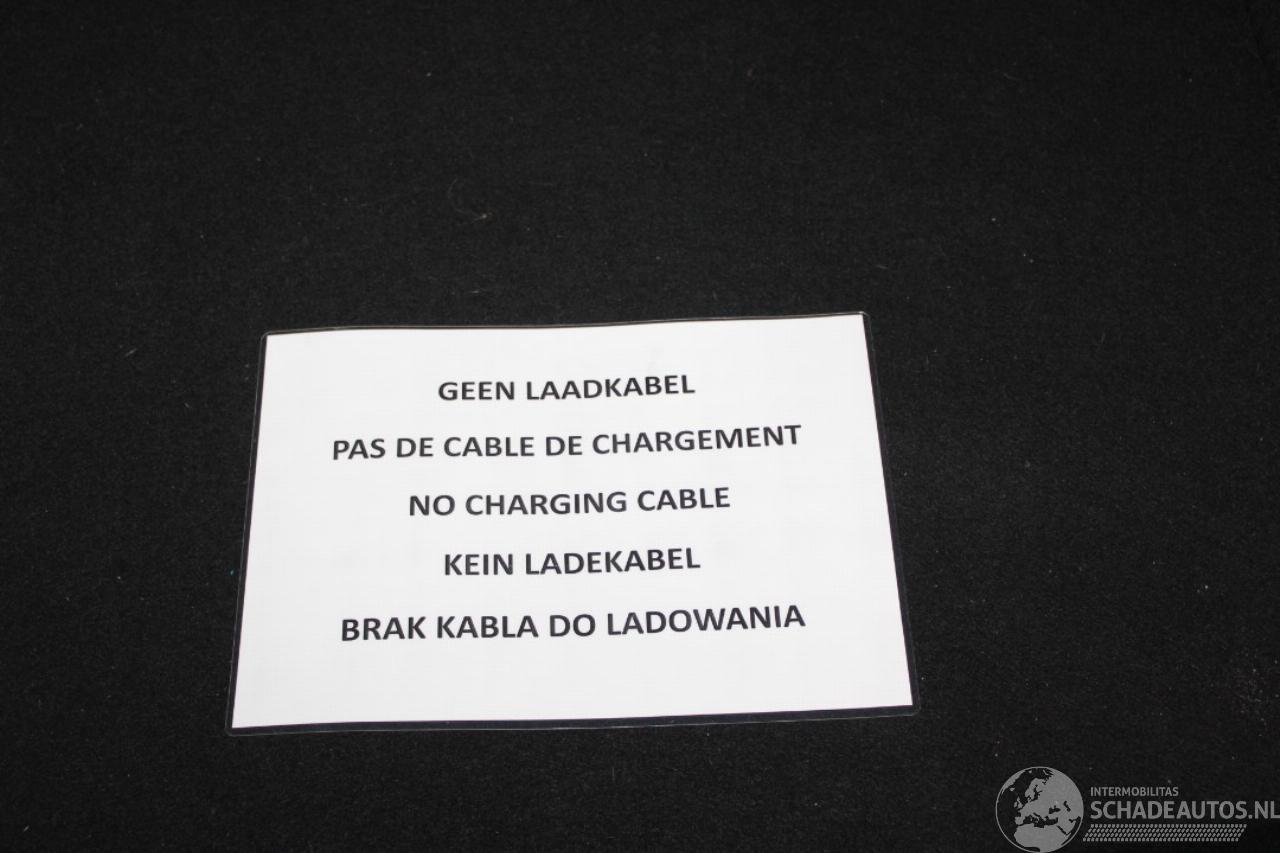 GEEN LAADKABEL
PAS DE CABLE DE CHARGEMENT
NO CHARGING CABLE
KEIN LADEKABEL
BRAK KABLA DO LADOWANIA
INTERMOBILITAS
SCHADEAUTOS.NL